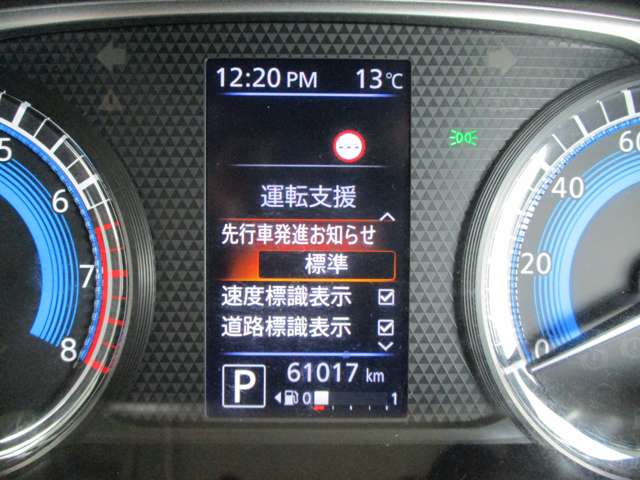 12:20 PM 13℃
運転支援
先行車発進お知らせ
標準
速度標識表示
道路標識表示
P 61017 km
0 1
5
6
7
8
60
40
20
0